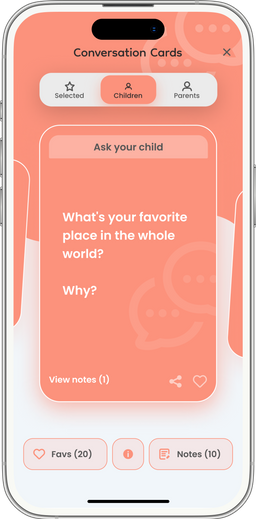 Conversation Cards
Selected
Children
Parents
Ask your child
What's your favorite
place in the whole
world?
Why?
View notes (1)
Favs (20)
Notes (10)